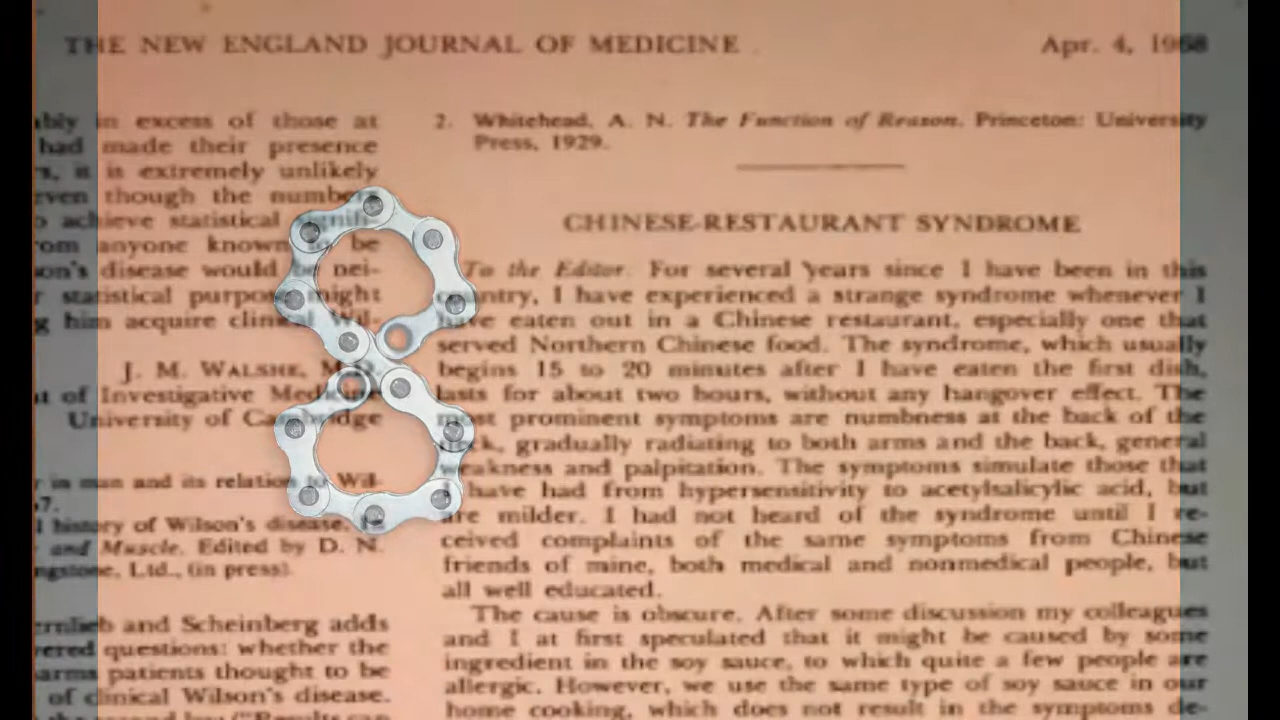 THE NEW ENGLAND JOURNAL OF MEDICINE
Apr. 4, 1968
ably in excess of those at
had made their presence
it is extremely unlikely
even though the number
achieve statistical
from anyone known to be
son's disease would be nei-
statistical purpose might
him acquire clinical Wil-
J. M. WALSHE, M.D.
of Investigative Medicine
University of Cambridge
in man and its relation to Wil-
history of Wilson's disease.
and Muscle. Edited by D. N.
Ltd., (in press).
and Scheinberg adds
questions: whether the
patients thought to be
of clinical Wilson's disease.
("Results can
2. Whitehead, A. N. The Function of Reason. Princeton: University
Press, 1929.
CHINESE-RESTAURANT SYNDROME
To the Editor. For several years since I have been in this
country, I have experienced a strange syndrome whenever I
have eaten out in a Chinese restaurant, especially one that
served Northern Chinese food. The syndrome, which usually
begins 15 to 20 minutes after I have eaten the first dish,
lasts for about two hours, without any hangover effect. The
most prominent symptoms are numbness at the back of the
neck, gradually radiating to both arms and the back, general
weakness and palpitation. The symptoms simulate those that
I have had from hypersensitivity to acetylsalicylic acid, but
are milder. I had not heard of the syndrome until I re-
ceived complaints of the same symptoms from Chinese
friends of mine, both medical and nonmedical people, but
all well educated.
The cause is obscure. After some discussion my colleagues
and I at first speculated that it might be caused by some
ingredient in the soy sauce, to which quite a few people are
allergic. However, we use the same type of soy sauce in our
home cooking, which does not result in the symptoms de-